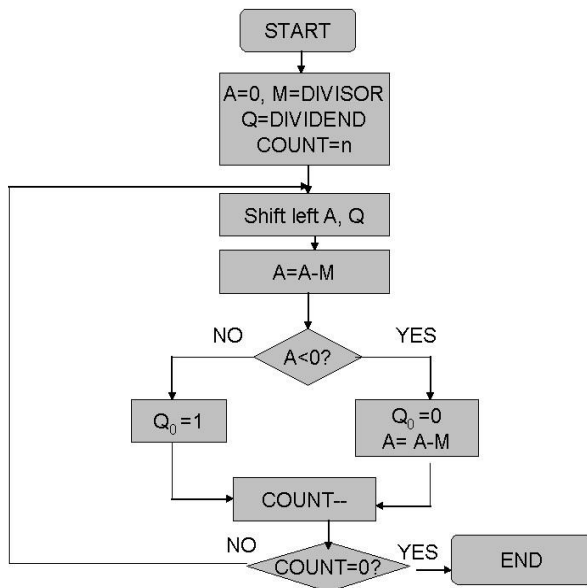 START
A=0, M=DIVISOR
Q=DIVIDEND
COUNT=n
Shift left A, Q
A=A-M
NO
YES
A<0?
Q₀=1
Q₀=0
A= A-M
COUNT--
NO
YES
COUNT=0?
END